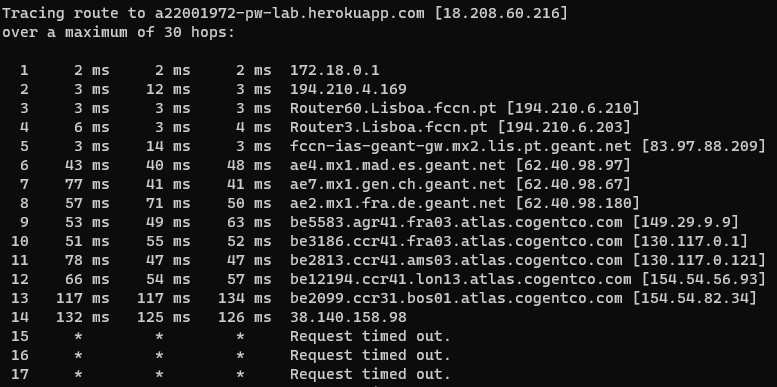 Tracing route to a22001972-pw-lab.herokuapp.com [18.208.60.216]
over a maximum of 30 hops:
1 2 ms 2 ms 2 ms 172.18.0.1
2 3 ms 12 ms 3 ms 194.210.4.169
3 3 ms 3 ms 3 ms Router60.Lisboa.fccn.pt [194.210.6.210]
4 6 ms 3 ms 4 ms Router3.Lisboa.fccn.pt [194.210.6.203]
5 3 ms 14 ms 3 ms fccn-ias-geant-gw.mx2.lis.pt.geant.net [83.97.88.209]
6 43 ms 40 ms 48 ms ae4.mx1.mad.es.geant.net [62.40.98.97]
7 77 ms 41 ms 41 ms ae7.mx1.gen.ch.geant.net [62.40.98.67]
8 57 ms 71 ms 50 ms ae2.mx1.fra.de.geant.net [62.40.98.180]
9 53 ms 49 ms 63 ms be5583.agr41.fra03.atlas.cogentco.com [149.29.9.9]
10 51 ms 55 ms 52 ms be3186.ccr41.fra03.atlas.cogentco.com [130.117.0.1]
11 78 ms 47 ms 47 ms be2813.ccr41.ams03.atlas.cogentco.com [130.117.0.121]
12 66 ms 54 ms 57 ms be12194.ccr41.lon13.atlas.cogentco.com [154.54.56.93]
13 117 ms 117 ms 134 ms be2099.ccr31.bos01.atlas.cogentco.com [154.54.82.34]
14 132 ms 125 ms 126 ms 38.140.158.98
15 * * * Request timed out.
16 * * * Request timed out.
17 * * * Request timed out.